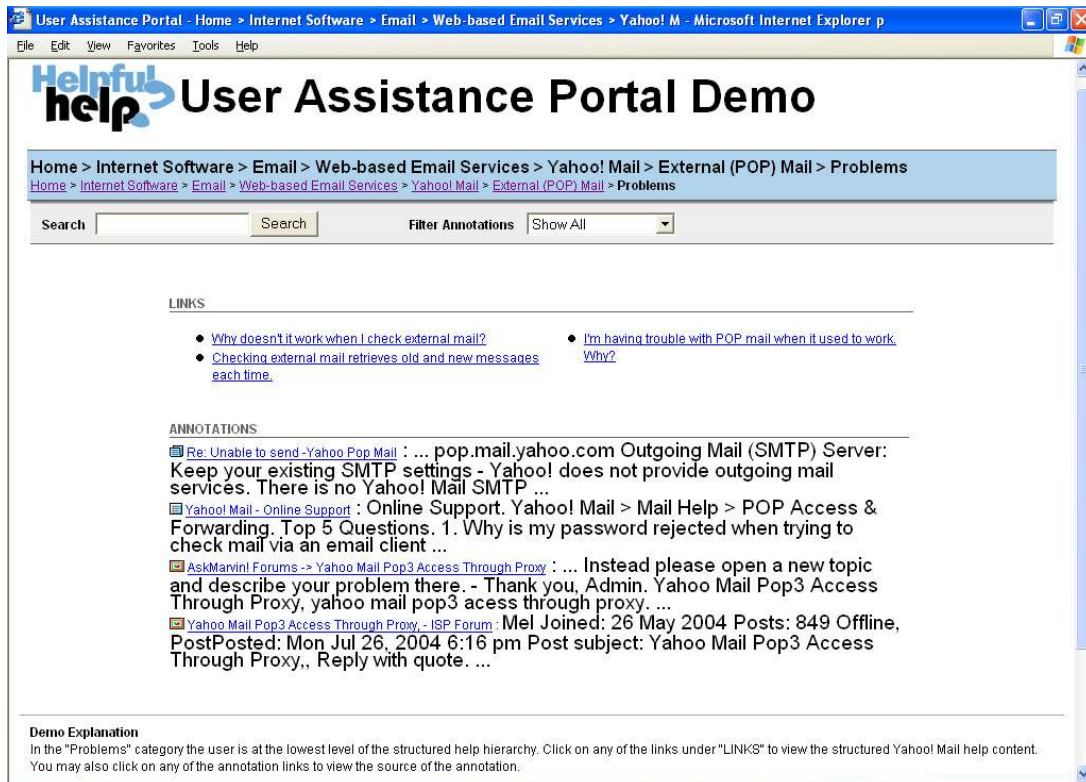 User Assistance Portal - Home > Internet Software > Email > Web-based Email Services > Yahoo! M - Microsoft Internet Explorer p
File Edit View Favorites Tools Help
Helpful
help
User Assistance Portal Demo
Home > Internet Software > Email > Web-based Email Services > Yahoo! Mail > External (POP) Mail > Problems
Home > Internet Software > Email > Web-based Email Services > Yahoo! Mail > External (POP) Mail > Problems
Search Search Filter Annotations Show All
LINKS
Why doesn't it work when I check external mail?
Checking external mail retrieves old and new messages
each time.
I'm having trouble with POP mail when it used to work.
Why?
ANNOTATIONS
Re: Unable to send -Yahoo Pop Mail : ... pop.mail.yahoo.com Outgoing Mail (SMTP) Server:
Keep your existing SMTP settings - Yahoo! does not provide outgoing mail
services. There is no Yahoo! Mail SMTP ...
Yahoo! Mail - Online Support : Online Support. Yahoo! Mail > Mail Help > POP Access &
Forwarding. Top 5 Questions. 1. Why is my password rejected when trying to
check mail via an email client ...
AskMarvin! Forums -> Yahoo Mail Pop3 Access Through Proxy : ... Instead please open a new topic
and describe your problem there. - Thank you, Admin. Yahoo Mail Pop3 Access
Through Proxy, yahoo mail pop3 acess through proxy. ...
Yahoo Mail Pop3 Access Through Proxy, - ISP Forum : Mel Joined: 26 May 2004 Posts: 849 Offline,
PostPosted: Mon Jul 26, 2004 6:16 pm Post subject: Yahoo Mail Pop3 Access
Through Proxy,, Reply with quote. ...
Demo Explanation
In the "Problems" category the user is at the lowest level of the structured help hierarchy. Click on any of the links under "LINKS" to view the structured Yahoo! Mail help content.
You may also click on any of the annotation links to view the source of the annotation.